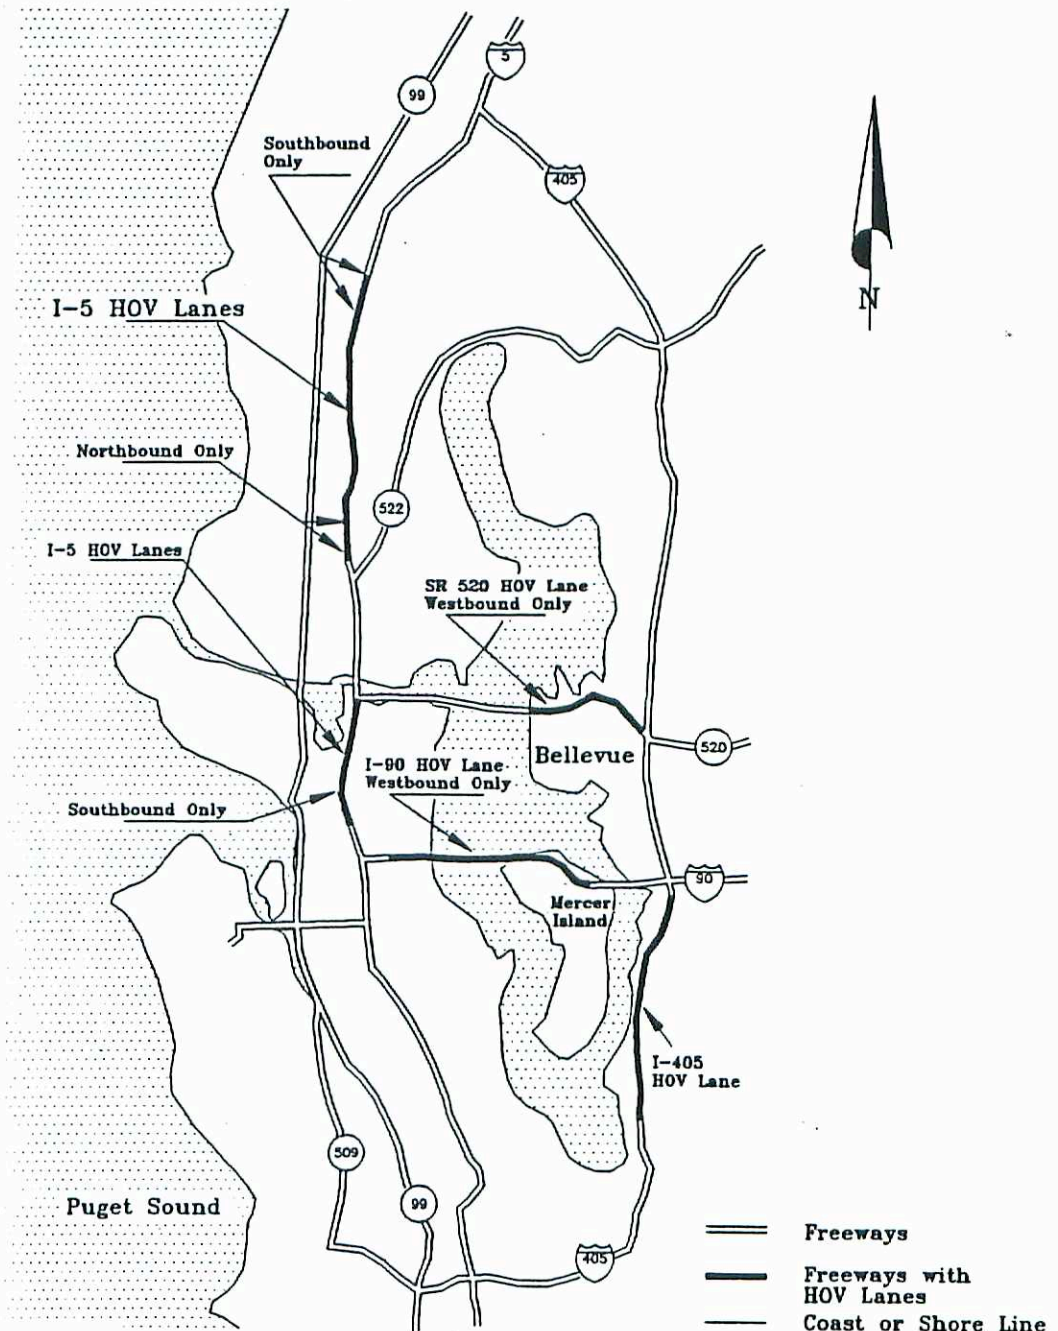 5
99
Southbound
Only
405
I-5 HOV Lanes
N
Northbound Only
522
I-5 HOV Lanes
SR 520 HOV Lane
Westbound Only
520
Bellevue
I-90 HOV Lane
Westbound Only
Southbound Only
90
Mercer
Island
I-405
HOV Lane
509
99
Puget Sound
405
Freeways
Freeways with
HOV Lanes
Coast or Shore Line